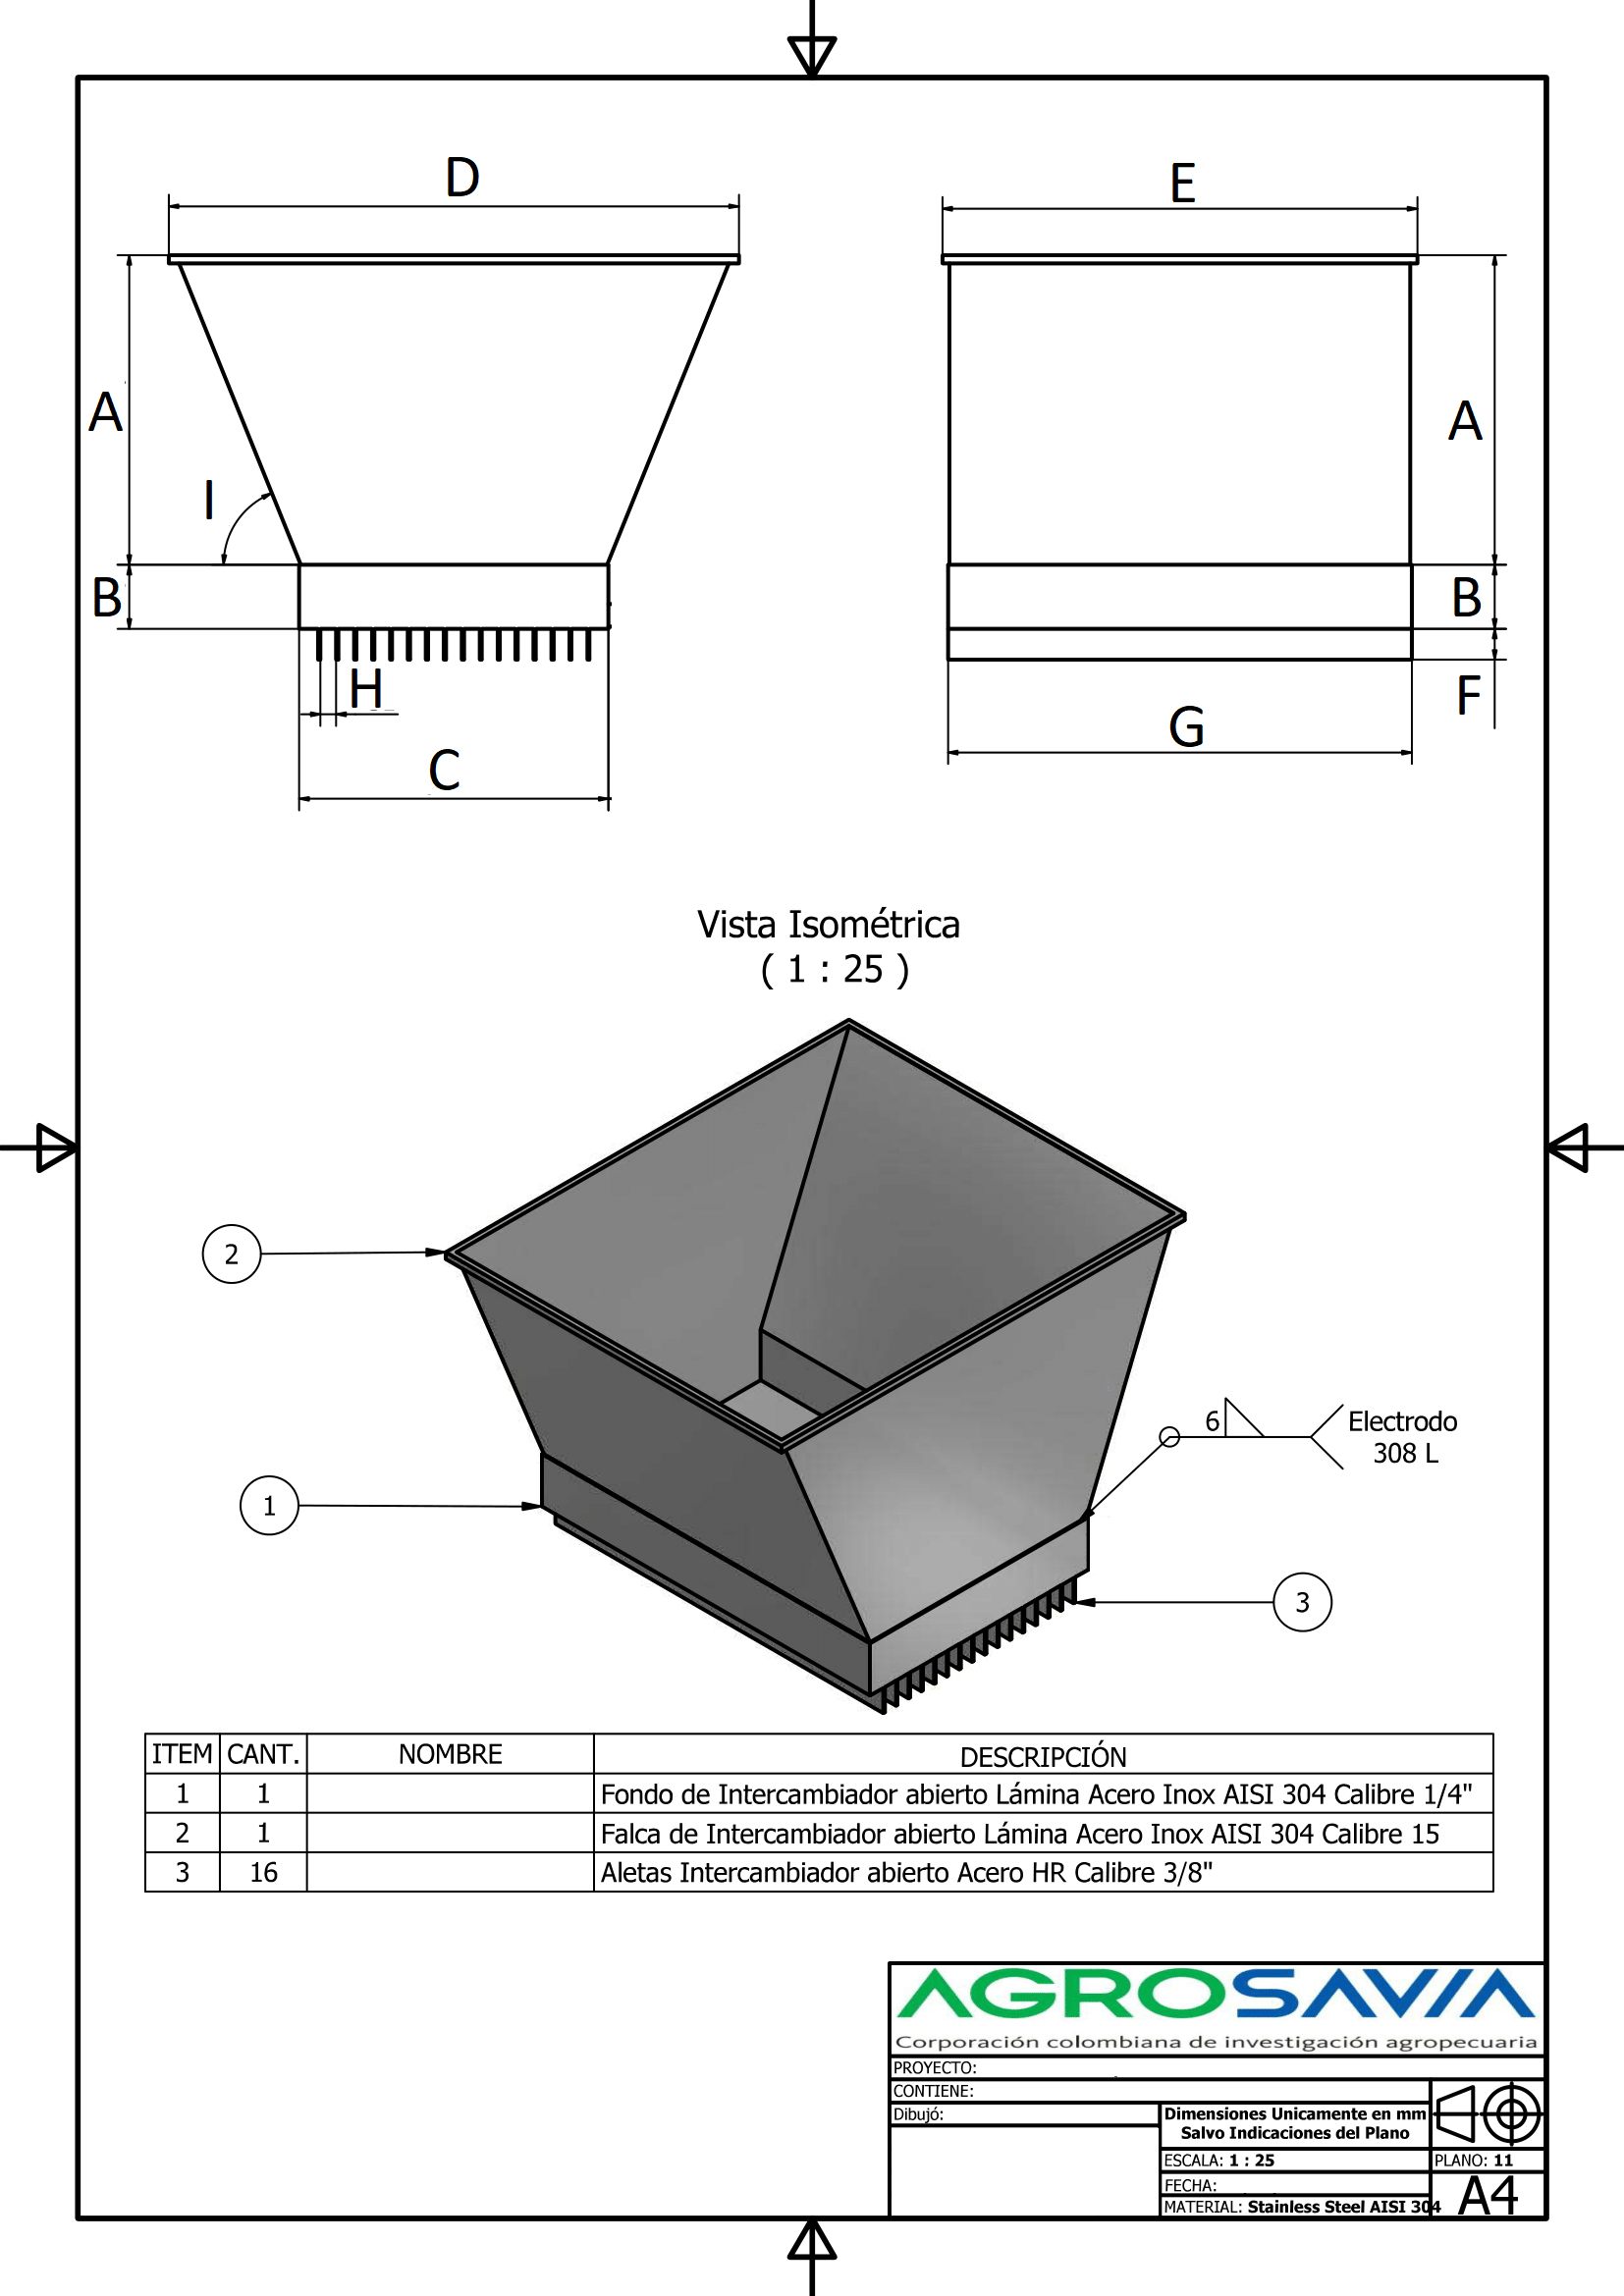 D
E
A
A
I
B
B
H
F
G
C
Vista Isométrica
( 1 : 25 )
2
6
Electrodo
308 L
1
3
ITEM CANT. NOMBRE DESCRIPCIÓN
1 1 Fondo de Intercambiador abierto Lámina Acero Inox AISI 304 Calibre 1/4"
2 1 Falca de Intercambiador abierto Lámina Acero Inox AISI 304 Calibre 15
3 16 Aletas Intercambiador abierto Acero HR Calibre 3/8"
AGROSAVIA
Corporación colombiana de investigación agropecuaria
PROYECTO:
CONTIENE:
Dibujó:
Dimensiones Unicamente en mm
Salvo Indicaciones del Plano
ESCALA: 1 : 25 PLANO: 11
FECHA:
MATERIAL: Stainless Steel AISI 304
A4